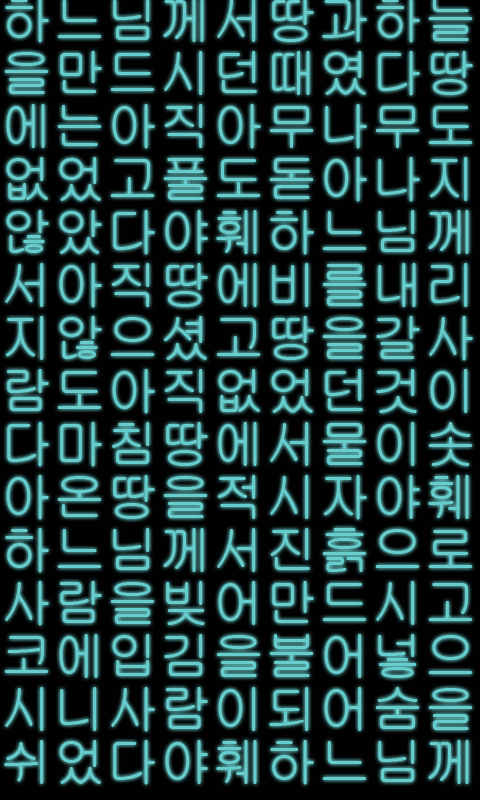 하느님께서땅과하늘
을만드시던때였다땅
에는아직아무나무도
없었고풀도돋아나지
않았다야훼하느님께
서아직땅에비를내리
지않으셨고땅을갈사
람도아직없었던것이
다마침땅에서물이솟
아온땅을적시자야훼
하느님께서진흙으로
사람을빚어만드시고
코에입김을불어넣으
시니사람이되어숨을
쉬었다야훼하느님께